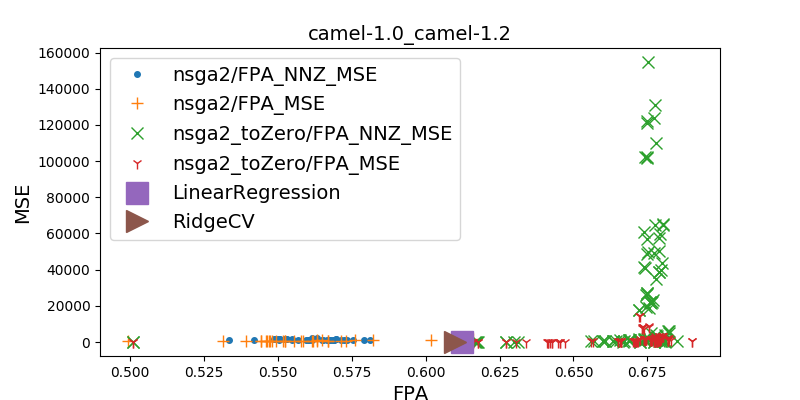 camel-1.0_camel-1.2
160000
140000
120000
100000
80000
60000
40000
20000
0
MSE
nsga2/FPA_NNZ_MSE
nsga2/FPA_MSE
nsga2_toZero/FPA_NNZ_MSE
nsga2_toZero/FPA_MSE
LinearRegression
RidgeCV
0.500 0.525 0.550 0.575 0.600 0.625 0.650 0.675
FPA